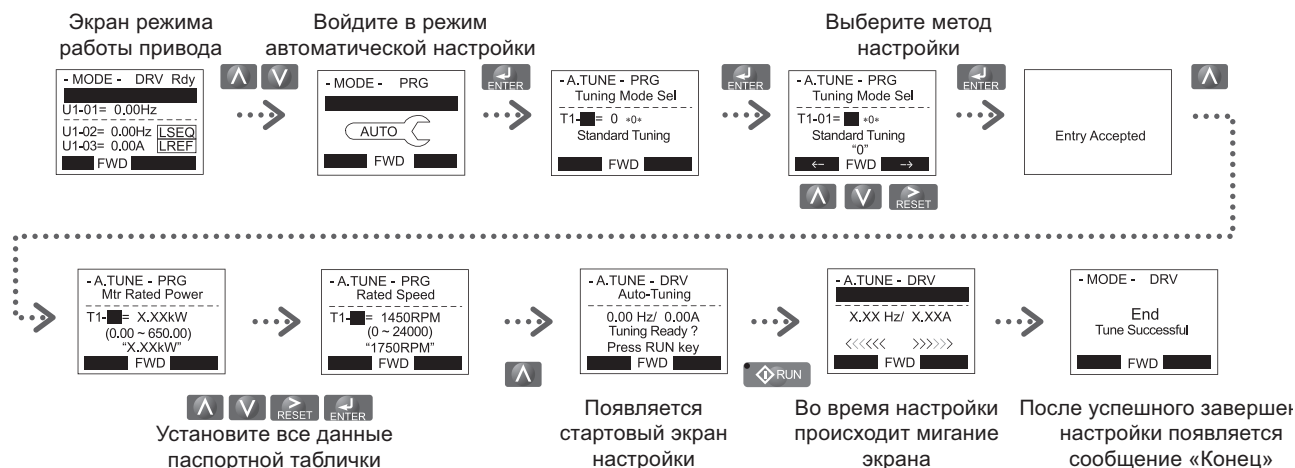 Экран режима
работы привода
Войдите в режим
автоматической настройки
Выберите метод
настройки
- MODE - DRV Rdy
U1-01= 0.00Hz
U1-02= 0.00Hz LSEQ
U1-03= 0.00A LREF
FWD
- MODE - PRG
AUTO
FWD
ENTER
- A.TUNE - PRG
Tuning Mode Sel
T1- = 0 *0*
Standard Tuning
FWD
ENTER
- A.TUNE - PRG
Tuning Mode Sel
T1-01= *0*
Standard Tuning
“0”
← FWD →
RESET
ENTER
Entry Accepted
- A.TUNE - PRG
Mtr Rated Power
T1- = X.XXkW
(0.00 ~ 650.00)
“X.XXkW”
FWD
- A.TUNE - PRG
Rated Speed
T1- = 1450RPM
(0 ~ 24000)
“1750RPM”
FWD
RESET
ENTER
Установите все данные
паспортной таблички
- A.TUNE - DRV
Auto-Tuning
0.00 Hz/ 0.00A
Tuning Ready ?
Press RUN key
FWD
Появляется
стартовый экран
настройки
RUN
- A.TUNE - DRV
X.XX Hz/ X.XXA
<<<<<< >>>>>>
FWD
Во время настройки
происходит мигание
экрана
- MODE - DRV
End
Tune Successful
FWD
После успешного заверше
настройки появляется
сообщение «Конец»